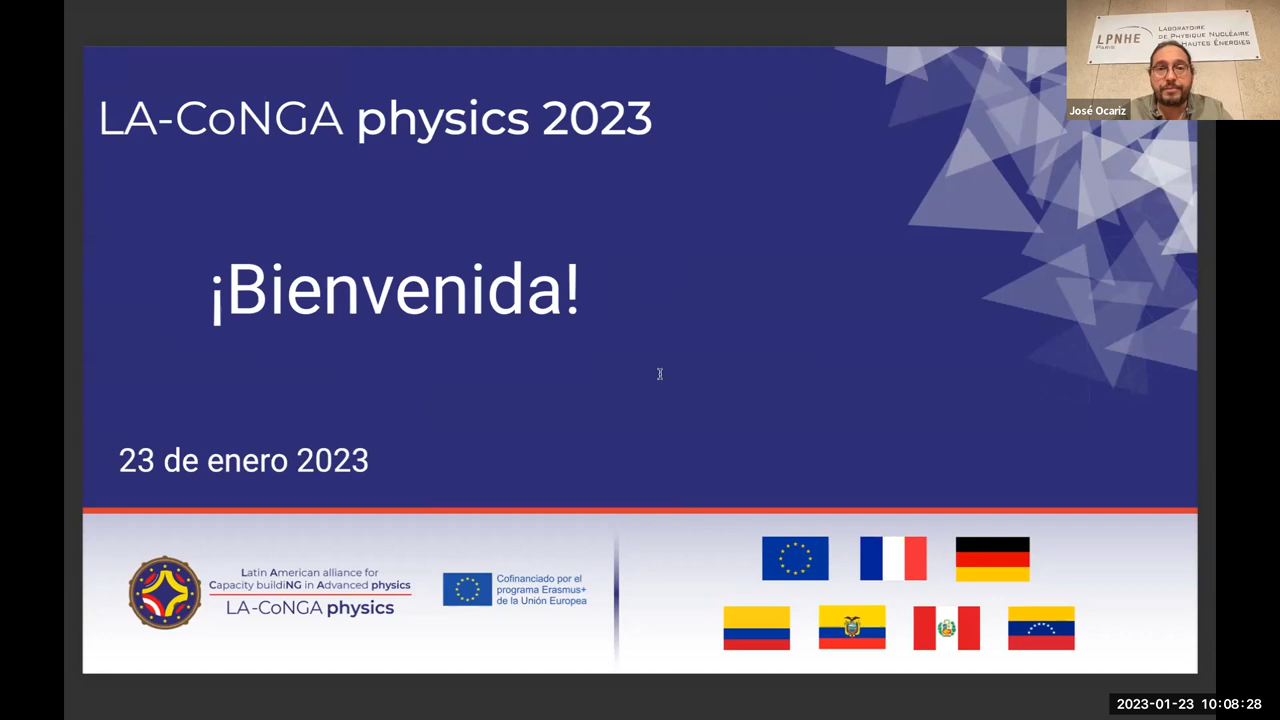 LA-CoNGA physics 2023
¡Bienvenida!
23 de enero 2023
Latin American alliance for
Capacity buildiNG in Advanced physics
LA-CoNGA physics
Cofinanciado por el
programa Erasmus+
de la Unión Europea
LPNHE
PARIS
LABORATOIRE
DE PHYSIQUE NUCLÉAIRE
HAUTES ÉNERGIES
José Ocariz
2023-01-23 10:08:28